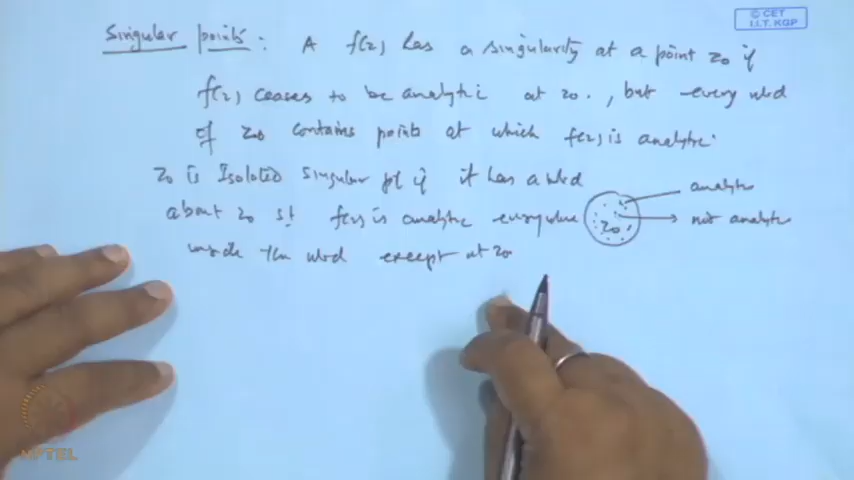 © CET
I.I.T. KGP
Singular points : A f(z) has a singularity at a point z0 if
f(z) ceases to be analytic at z0., but every nbd
of z0 contains points at which f(z) is analytic.
z0 is Isolated singular pt if it has a nbd
about z0 st f(z) is analytic everywhere
inside the nbd except at z0
analytic
z0
not analytic
NPTEL